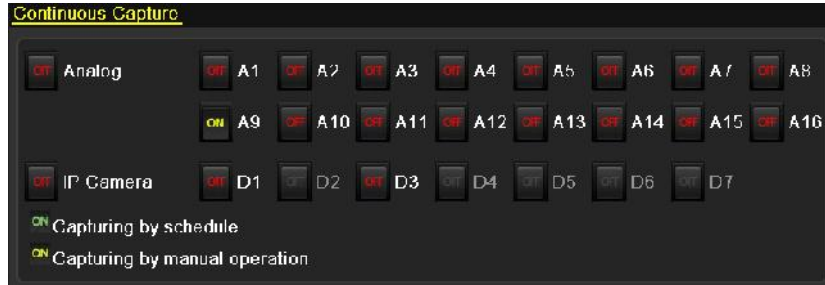 Continuous Capture
OFF Analog OFF A1 OFF A2 OFF A3 OFF A4 OFF A5 OFF A6 OFF A7 OFF A8
ON A9 OFF A10 OFF A11 OFF A12 OFF A13 OFF A14 OFF A15 OFF A16
OFF IP Camera OFF D1 OFF D2 OFF D3 OFF D4 OFF D5 OFF D6 OFF D7
ON Capturing by schedule
ON Capturing by manual operation